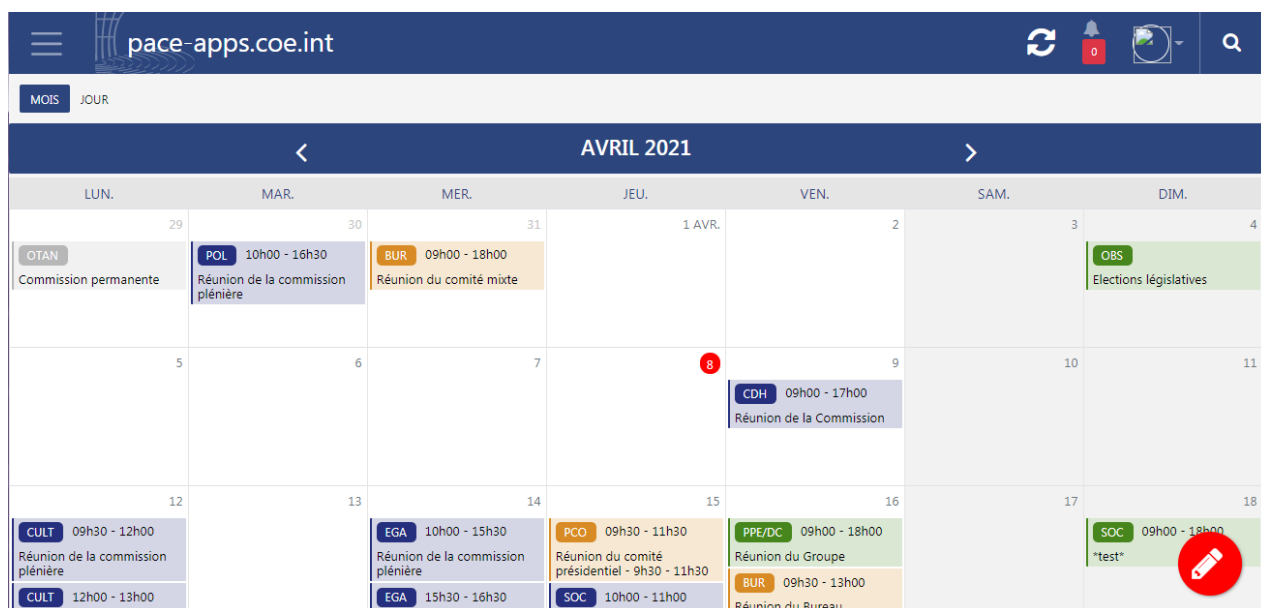 pace-apps.coe.int
0
MOIS JOUR
AVRIL 2021
LUN. MAR. MER. JEU. VEN. SAM. DIM.
29 30 31 1 AVR. 2 3 4
OTAN
Commission permanente
POL 10h00 - 16h30
Réunion de la commission
plénière
BUR 09h00 - 18h00
Réunion du comité mixte
OBS
Elections législatives
5 6 7 8 9 10 11
CDH 09h00 - 17h00
Réunion de la Commission
12 13 14 15 16 17 18
CULT 09h30 - 12h00
Réunion de la commission
plénière
CULT 12h00 - 13h00
EGA 10h00 - 15h30
Réunion de la commission
plénière
EGA 15h30 - 16h30
PCO 09h30 - 11h30
Réunion du comité
présidentiel - 9h30 - 11h30
SOC 10h00 - 11h00
PPE/DC 09h00 - 18h00
Réunion du Groupe
BUR 09h30 - 13h00
Réunion du Bureau
SOC 09h00 - 18h00
*test*